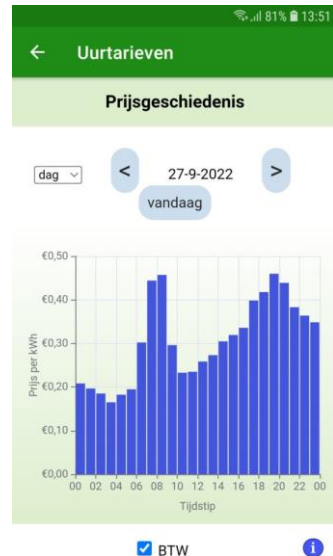 81% 13:51
Uurtarieven
Prijsgeschiedenis
dag < 27-9-2022 >
vandaag
€0,50
€0,40
€0,30
€0,20
€0,10
€0,00
Prijs per kWh
00 02 04 06 08 10 12 14 16 18 20 22 00
Tijdstip
BTW
i